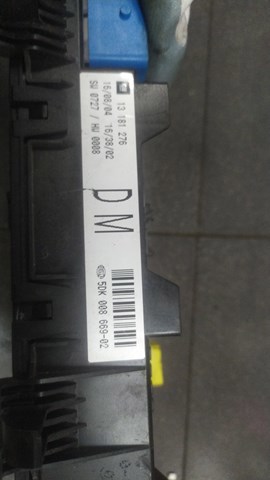 13 181 276
16/08/04 16/38/02
SW 0727 / HW 0008
DM
5DK 008 669-02